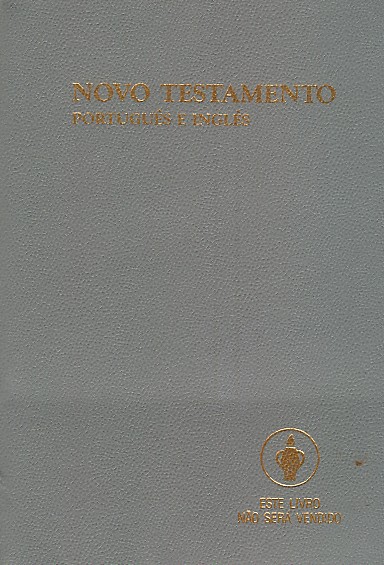 NOVO TESTAMENTO
PORTUGUÊS E INGLÊS
ESTE LIVRO
NÃO SERÁ VENDIDO